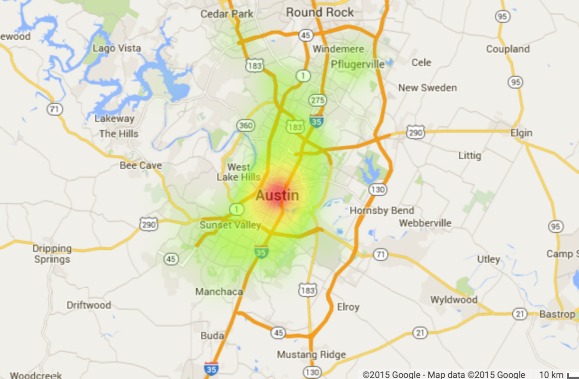 Cedar Park
Round Rock
ewood
Lago Vista
45
95
Windemere
Coupland
183
Pflugerville
1
Cele
95
New Sweden
275
71
Lakeway
360
183
35
290
Elgin
The Hills
Littig
Bee Cave
West
Lake Hills
130
Austin
1
Hornsby Bend
290
Sunset Valley
Webberville
Dripping
Springs
35
71
Camp S
45
Utley
Manchaca
183
Wyldwood
95
Driftwood
Elroy
21
21
Bastrop
Buda
45
Mustang Ridge
35
130
Woodcreek
©2015 Google - Map data ©2015 Google
10 km